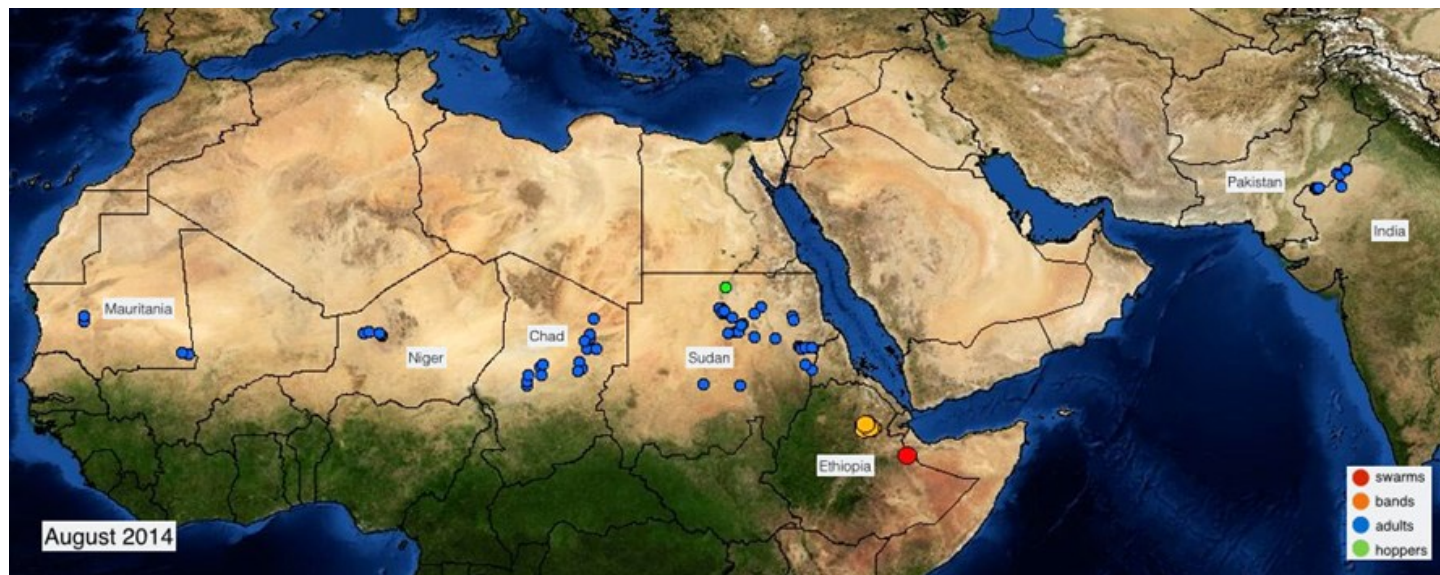 Pakistan
India
Mauritania
Chad
Niger
Sudan
Ethiopia
swarms
bands
adults
hoppers
August 2014